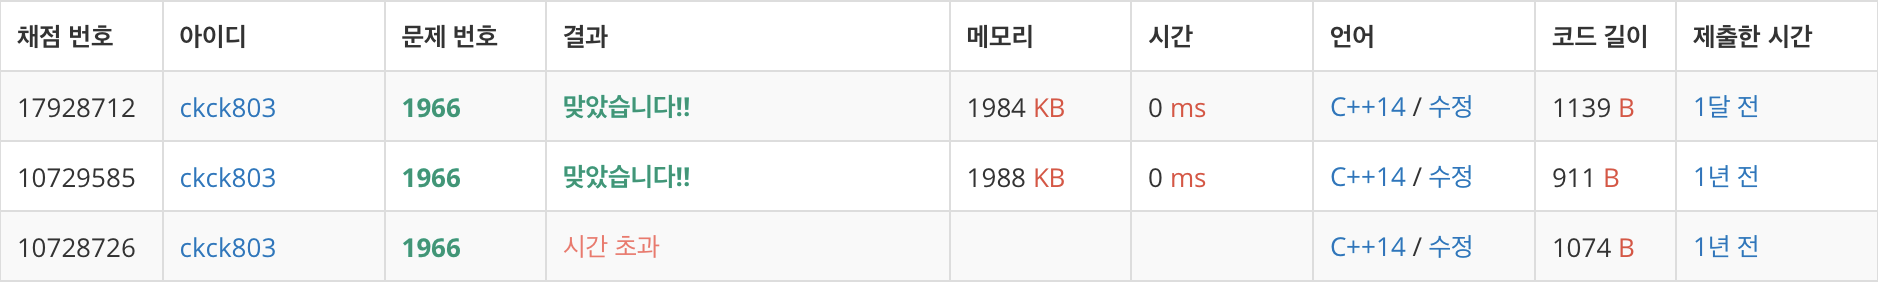 채점 번호 아이디 문제 번호 결과 메모리 시간 언어 코드 길이 제출한 시간
17928712 ckck803 1966 맞았습니다!! 1984 KB 0 ms C++14 / 수정 1139 B 1달 전
10729585 ckck803 1966 맞았습니다!! 1988 KB 0 ms C++14 / 수정 911 B 1년 전
10728726 ckck803 1966 시간 초과 C++14 / 수정 1074 B 1년 전